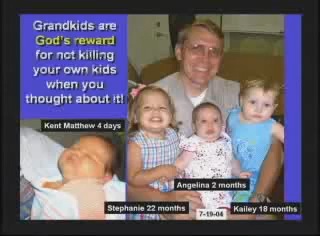 Grandkids are
God's reward
for not killing
your own kids
when you
thought about it!
Kent Matthew 4 days
Angelina 2 months
Stephanie 22 months
7-19-04
Kailey 18 months